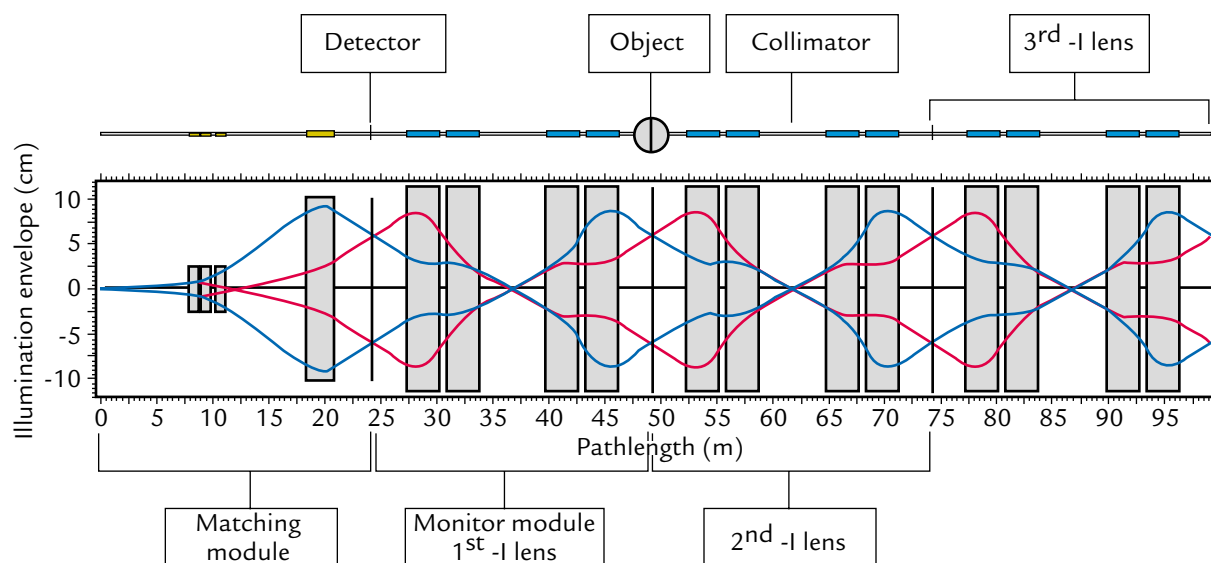 Detector
Object
Collimator
3rd -I lens
Illumination envelope (cm)
10
5
0
-5
-10
0 5 10 15 20 25 30 35 40 45 50 55 60 65 70 75 80 85 90 95
Pathlength (m)
Matching
module
Monitor module
1st -I lens
2nd -I lens